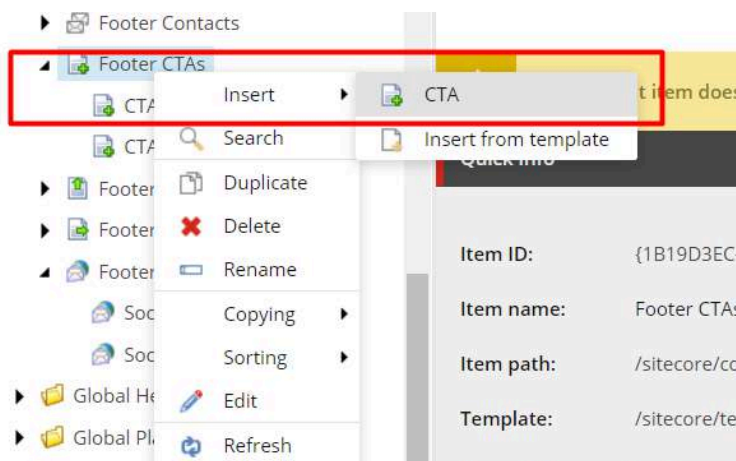 Footer Contacts
Footer CTAs
Insert
CTA
t item does
CTA
Search
Insert from template
CTA
Quick Info
Footer
Duplicate
Footer
Delete
Item ID:
{1B19D3EC
Footer
Rename
Item name:
Footer CTAs
Soc
Copying
Soc
Sorting
Item path:
/sitecore/co
Global He
Edit
Template:
/sitecore/te
Global Pl
Refresh